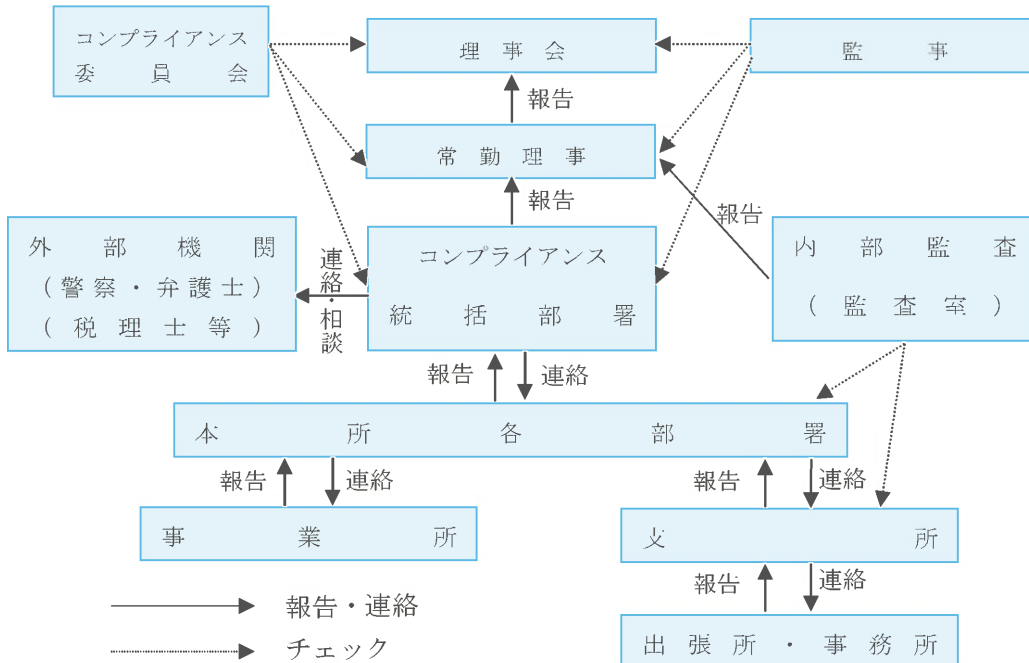 コンプライアンス
委員会
理事会
監事
報告
常勤理事
報告
報告
外部機関
(警察・弁護士)
(税理士等)
連絡・相談
コンプライアンス
統括部署
内部監査
(監査室)
報告
連絡
本所各部署
報告
連絡
報告
連絡
事業所
支所
報告
連絡
報告・連絡
チェック
出張所・事務所